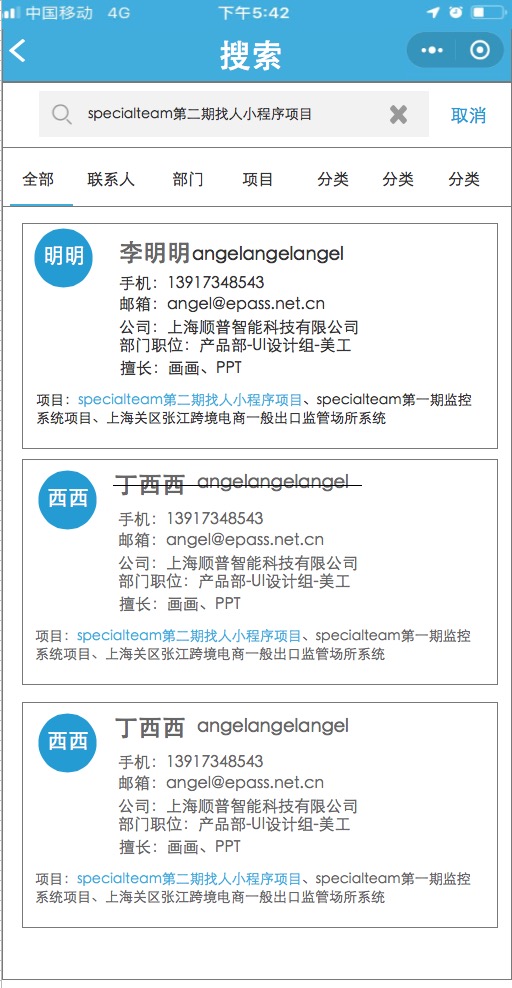 中国移动 4G 下午5:42
搜索
specialteam第二期找人小程序项目 取消
全部 联系人 部门 项目 分类 分类 分类
明明
李明明angelangelangel
手机：13917348543
邮箱：angel@epass.net.cn
公司：上海顺普智能科技有限公司
部门职位：产品部-UI设计组-美工
擅长：画画、PPT
项目：specialteam第二期找人小程序项目、specialteam第一期监控
系统项目、上海关区张江跨境电商一般出口监管场所系统
西西
丁西西 angelangelangel
手机：13917348543
邮箱：angel@epass.net.cn
公司：上海顺普智能科技有限公司
部门职位：产品部-UI设计组-美工
擅长：画画、PPT
项目：specialteam第二期找人小程序项目、specialteam第一期监控
系统项目、上海关区张江跨境电商一般出口监管场所系统
西西
丁西西 angelangelangel
手机：13917348543
邮箱：angel@epass.net.cn
公司：上海顺普智能科技有限公司
部门职位：产品部-UI设计组-美工
擅长：画画、PPT
项目：specialteam第二期找人小程序项目、specialteam第一期监控
系统项目、上海关区张江跨境电商一般出口监管场所系统